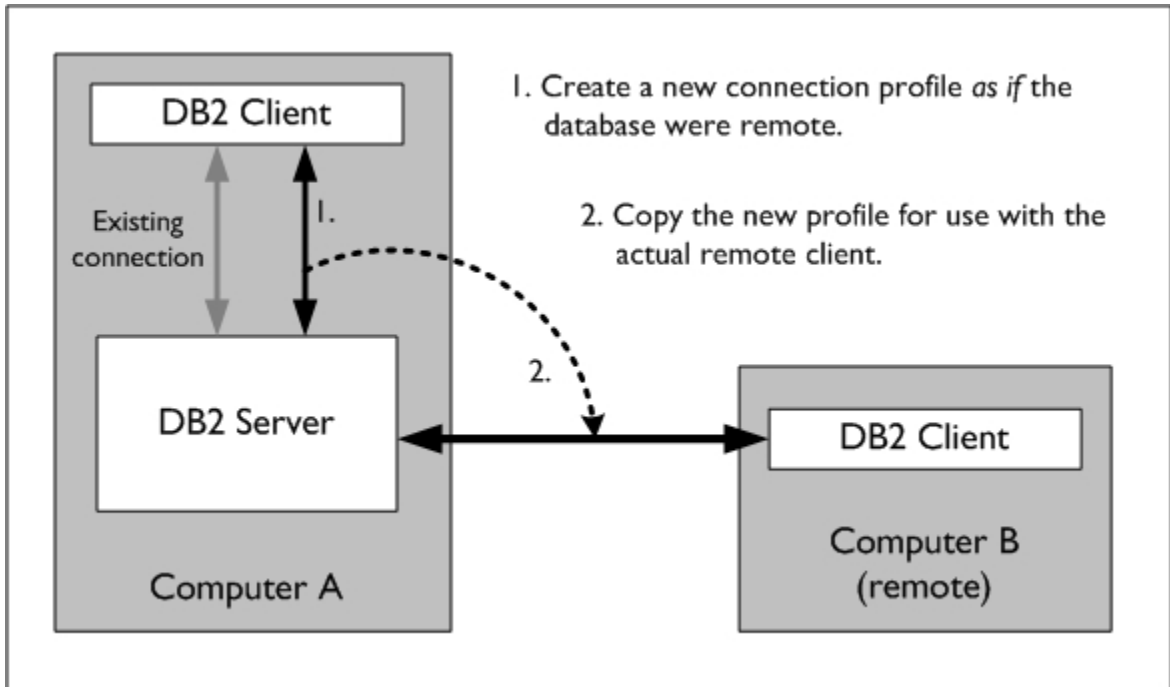 DB2 Client
1. Create a new connection profile as if the
database were remote.
1.
Existing
connection
2. Copy the new profile for use with the
actual remote client.
2.
DB2 Server
DB2 Client
Computer A
Computer B
(remote)